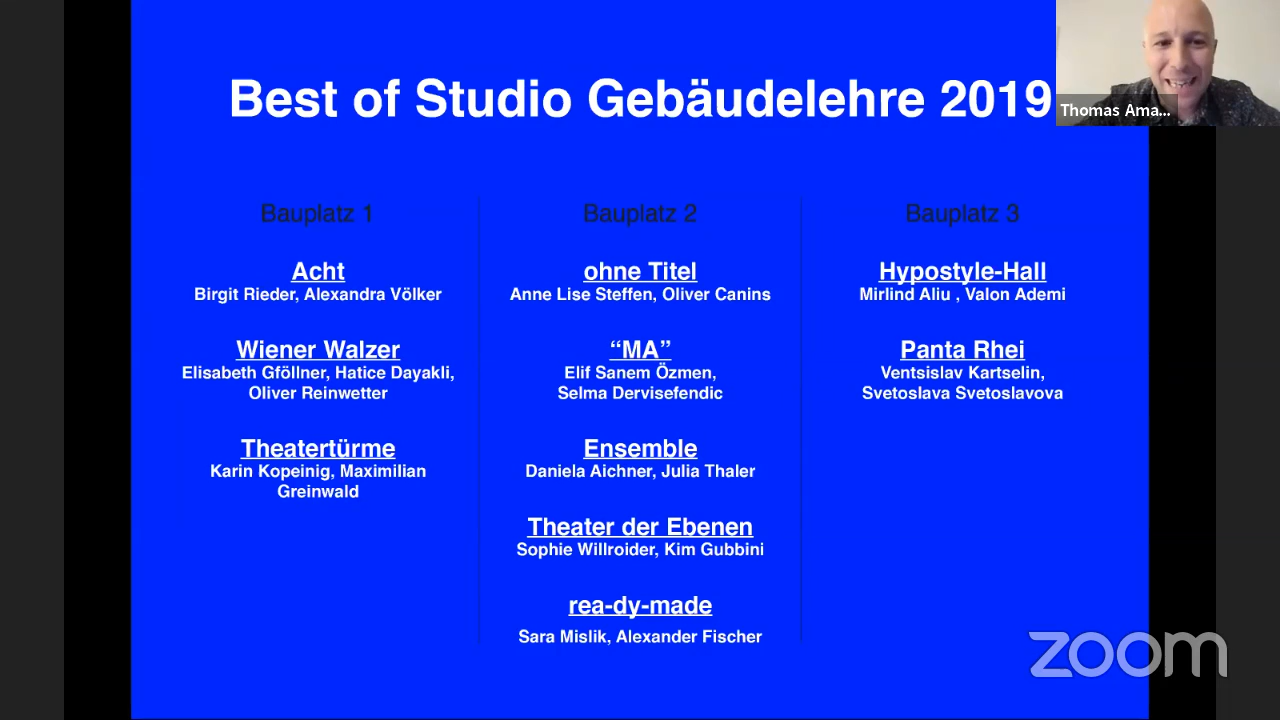 Best of Studio Gebäudelehre 2019
Thomas Ama...
Bauplatz 1
Acht
Birgit Rieder, Alexandra Völker
Wiener Walzer
Elisabeth Gföllner, Hatice Dayakli,
Oliver Reinwetter
Theatertürme
Karin Kopeinig, Maximilian
Greinwald
Bauplatz 2
ohne Titel
Anne Lise Steffen, Oliver Canins
“MA”
Elif Sanem Özmen,
Selma Dervisefendic
Ensemble
Daniela Aichner, Julia Thaler
Theater der Ebenen
Sophie Willroider, Kim Gubbini
rea-dy-made
Sara Mislik, Alexander Fischer
Bauplatz 3
Hypostyle-Hall
Mirlind Aliu , Valon Ademi
Panta Rhei
Ventsislav Kartselin,
Svetoslava Svetoslavova
zoom